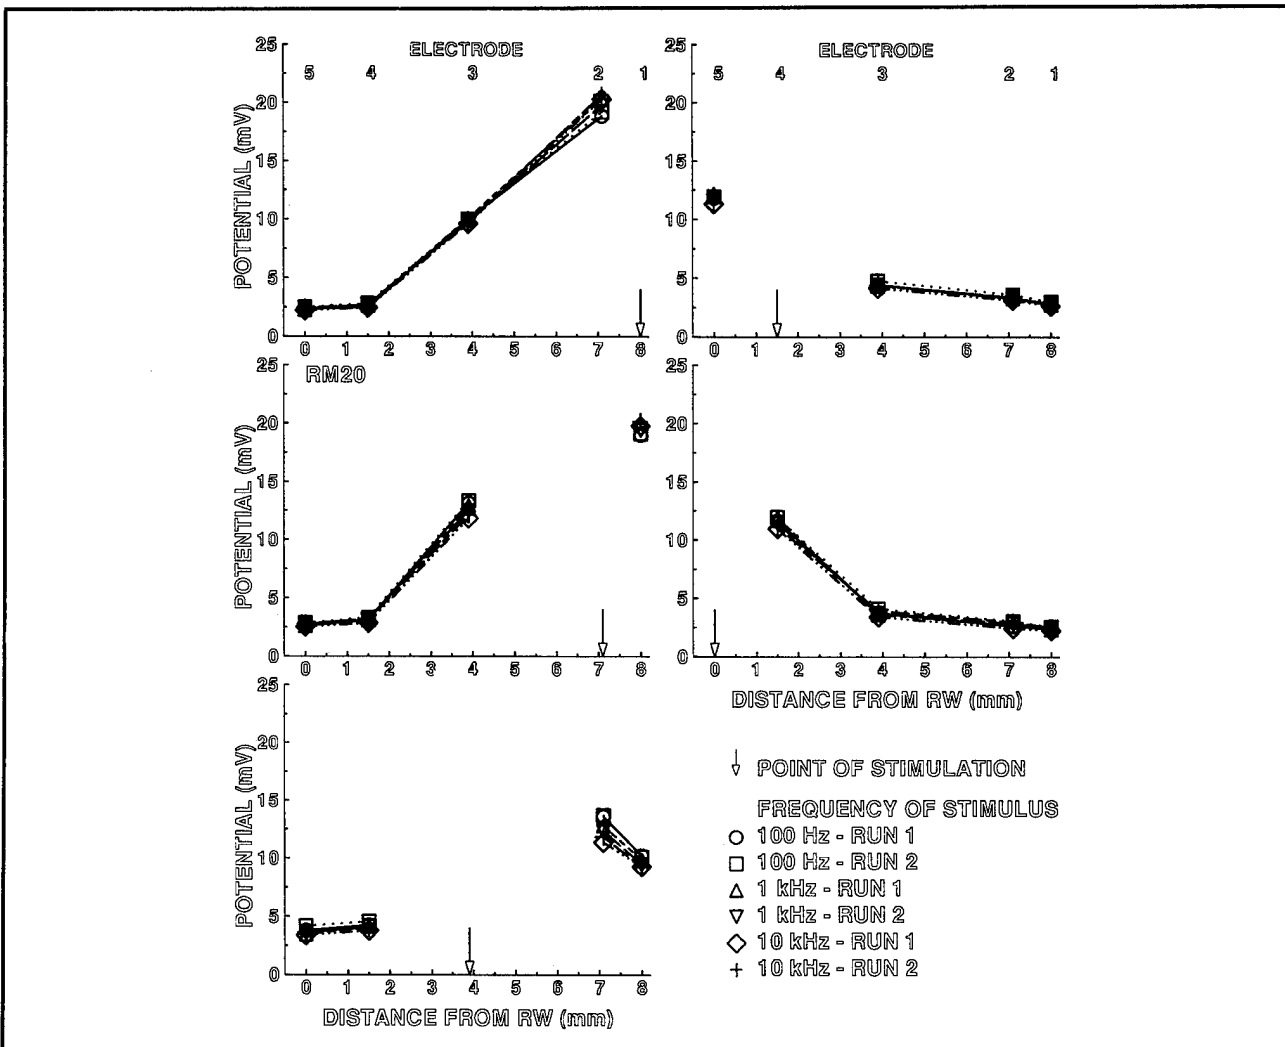 ELECTRODE
5 4 3 2 1
25
20
15
10
5
0
POTENTIAL (mV)
0 1 2 3 4 5 6 7 8
ELECTRODE
5 4 3 2 1
25
20
15
10
5
0
0 1 2 3 4 5 6 7 8
RM20
25
20
15
10
5
0
POTENTIAL (mV)
0 1 2 3 4 5 6 7 8
25
20
15
10
5
0
0 1 2 3 4 5 6 7 8
DISTANCE FROM RW (mm)
25
20
15
10
5
0
POTENTIAL (mV)
0 1 2 3 4 5 6 7 8
DISTANCE FROM RW (mm)
POINT OF STIMULATION
FREQUENCY OF STIMULUS
100 Hz - RUN 1
100 Hz - RUN 2
1 kHz - RUN 1
1 kHz - RUN 2
10 kHz - RUN 1
10 kHz - RUN 2